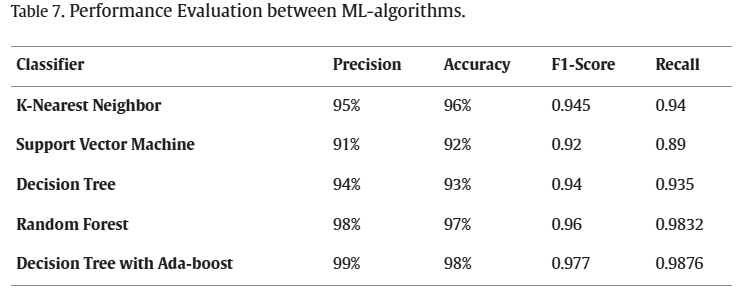 Table 7. Performance Evaluation between ML-algorithms.
Classifier Precision Accuracy F1-Score Recall
K-Nearest Neighbor 95% 96% 0.945 0.94
Support Vector Machine 91% 92% 0.92 0.89
Decision Tree 94% 93% 0.94 0.935
Random Forest 98% 97% 0.96 0.9832
Decision Tree with Ada-boost 99% 98% 0.977 0.9876